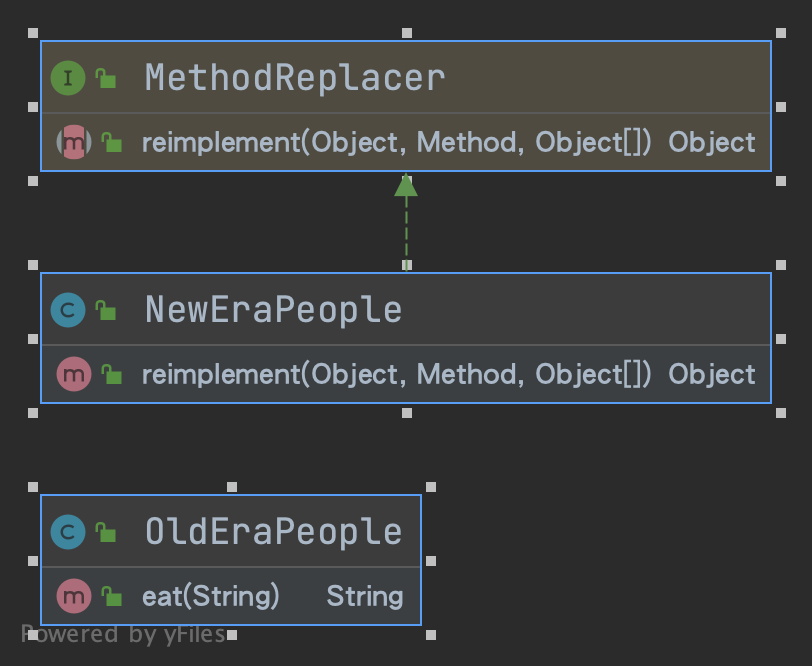 I MethodReplacer
m reimplement(Object, Method, Object[]) Object
C NewEraPeople
m reimplement(Object, Method, Object[]) Object
C OldEraPeople
m eat(String) String
Powered by yFiles